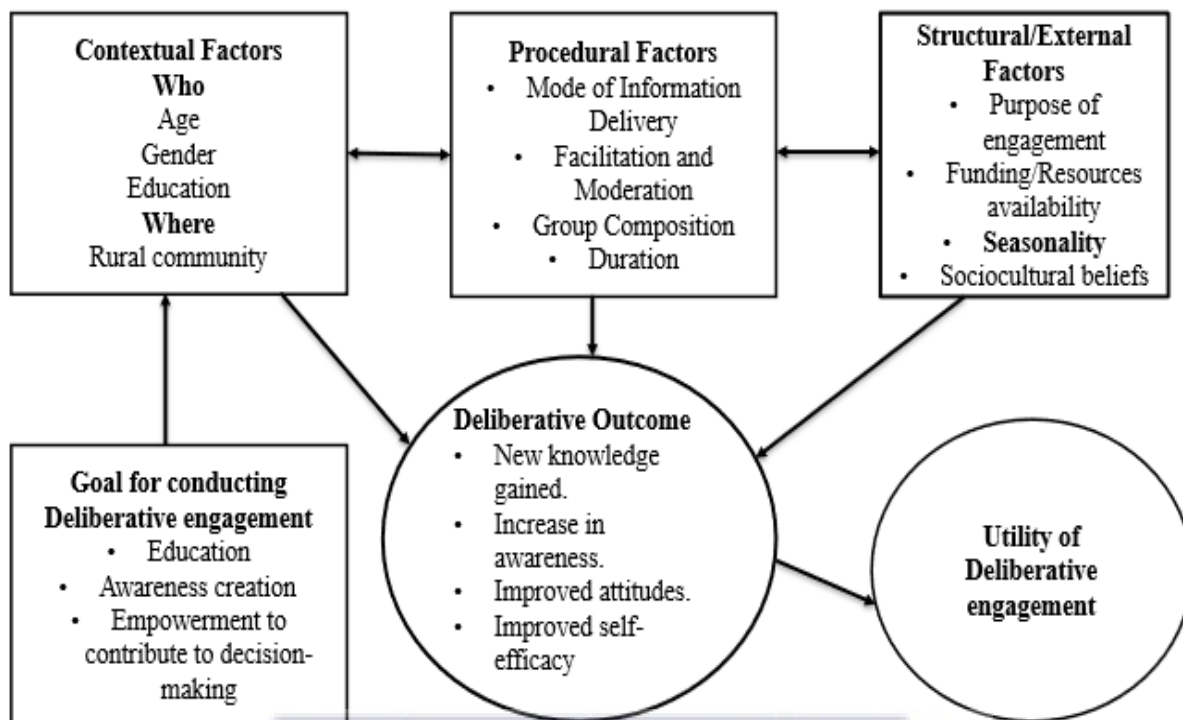 Contextual Factors
Who
Age
Gender
Education
Where
Rural community
Procedural Factors
• Mode of Information
Delivery
• Facilitation and
Moderation
• Group Composition
• Duration
Structural/External
Factors
• Purpose of
engagement
• Funding/Resources
availability
• Seasonality
• Sociocultural beliefs
Goal for conducting
Deliberative engagement
• Education
• Awareness creation
• Empowerment to
contribute to decision-
making
Deliberative Outcome
• New knowledge
gained.
• Increase in
awareness.
• Improved attitudes.
• Improved self-
efficacy
Utility of
Deliberative
engagement